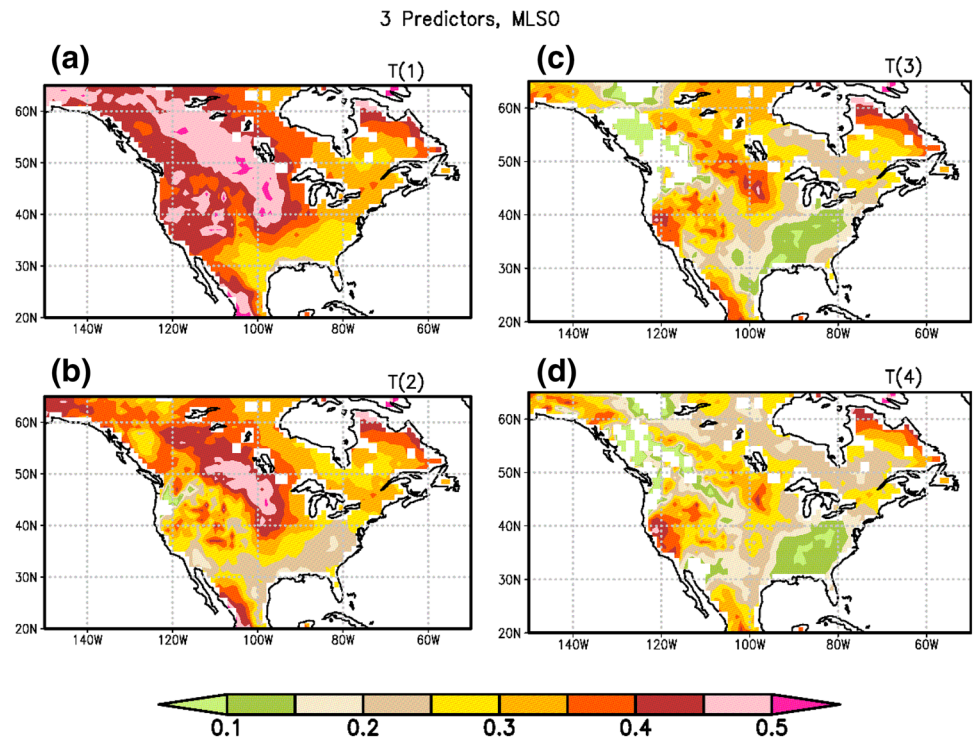 3 Predictors, MLSO
(a)
T(1)
60N
50N
40N
30N
20N
140W 120W 100W 80W 60W
(c)
T(3)
60N
50N
40N
30N
20N
140W 120W 100W 80W 60W
(b)
T(2)
60N
50N
40N
30N
20N
140W 120W 100W 80W 60W
(d)
T(4)
60N
50N
40N
30N
20N
140W 120W 100W 80W 60W
0.1 0.2 0.3 0.4 0.5